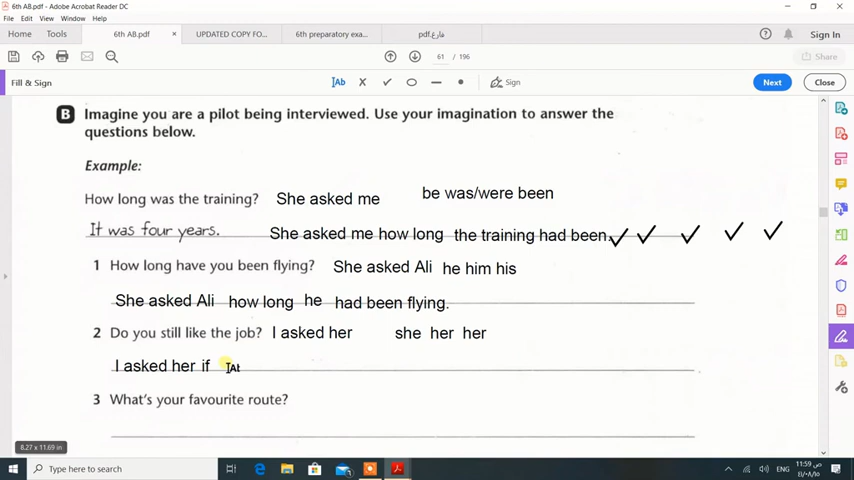 6th AB.pdf - Adobe Acrobat Reader DC
File Edit View Window Help
Home Tools 6th AB.pdf × UPDATED COPY FO... 6th preparatory exa... فارغ.pdf Sign In
61 / 196 Share
Fill & Sign Ab Sign Next Close
B Imagine you are a pilot being interviewed. Use your imagination to answer the
questions below.
Example:
How long was the training? She asked me be was/were been
It was four years. She asked me how long the training had been.
1 How long have you been flying? She asked Ali he him his
She asked Ali how long he had been flying.
2 Do you still like the job? I asked her she her her
I asked her if
3 What's your favourite route?
8.27 x 11.69 in
Type here to search ENG 11:59 ص